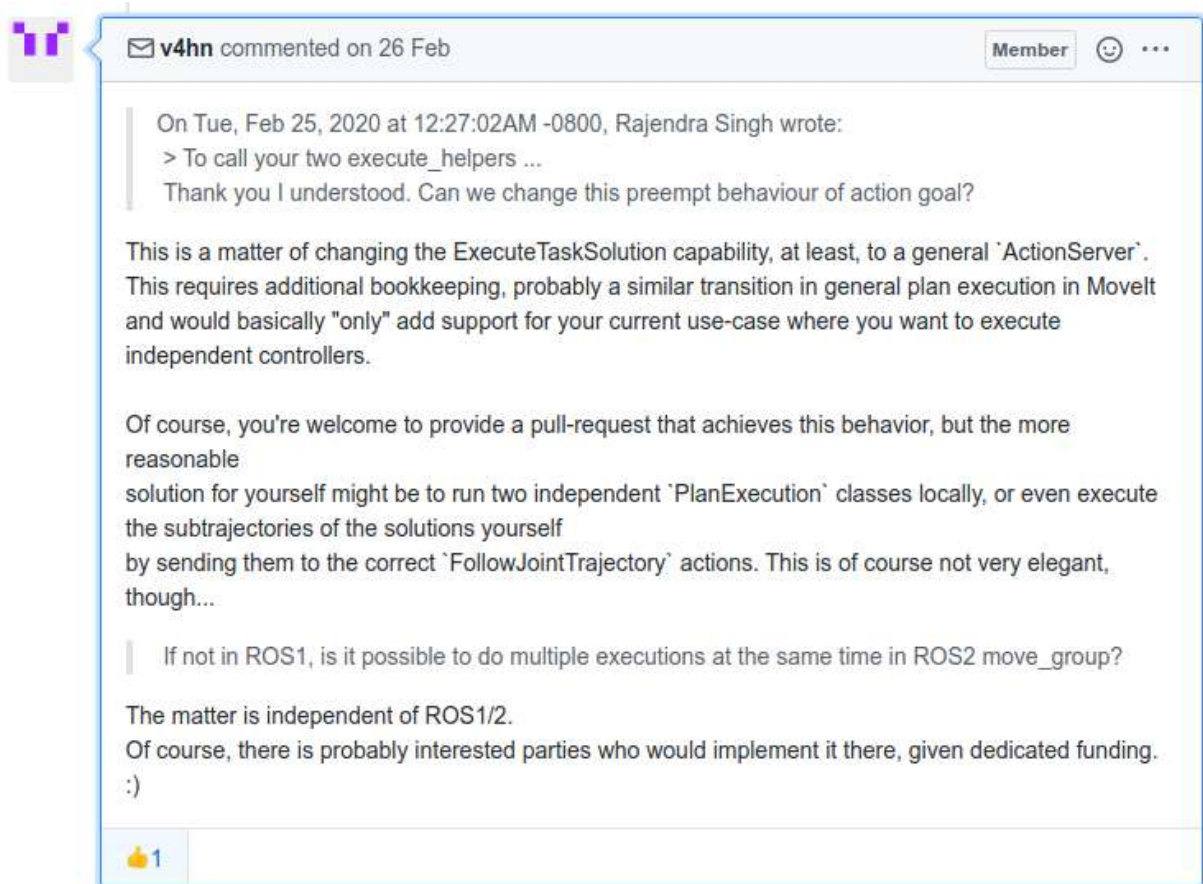 v4hn commented on 26 Feb
Member
On Tue, Feb 25, 2020 at 12:27:02AM -0800, Rajendra Singh wrote:
> To call your two execute_helpers ...
Thank you I understood. Can we change this preempt behaviour of action goal?
This is a matter of changing the ExecuteTaskSolution capability, at least, to a general `ActionServer`.
This requires additional bookkeeping, probably a similar transition in general plan execution in MoveIt
and would basically "only" add support for your current use-case where you want to execute
independent controllers.
Of course, you're welcome to provide a pull-request that achieves this behavior, but the more
reasonable
solution for yourself might be to run two independent `PlanExecution` classes locally, or even execute
the subtrajectories of the solutions yourself
by sending them to the correct `FollowJointTrajectory` actions. This is of course not very elegant,
though...
If not in ROS1, is it possible to do multiple executions at the same time in ROS2 move_group?
The matter is independent of ROS1/2.
Of course, there is probably interested parties who would implement it there, given dedicated funding.
:)
👍1